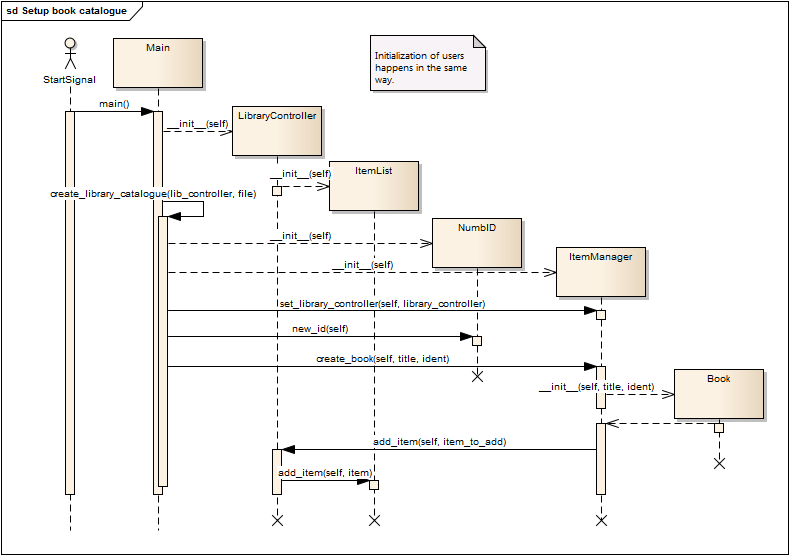 sd Setup book catalogue
StartSignal
Main
Initialization of users
happens in the same
way.
main()
__init__(self)
LibraryController
__init__(self)
ItemList
create_library_catalogue(lib_controller, file)
__init__(self)
NumbID
__init__(self)
ItemManager
set_library_controller(self, library_controller)
new_id(self)
create_book(self, title, ident)
__init__(self, title, ident)
Book
add_item(self, item_to_add)
add_item(self, item)